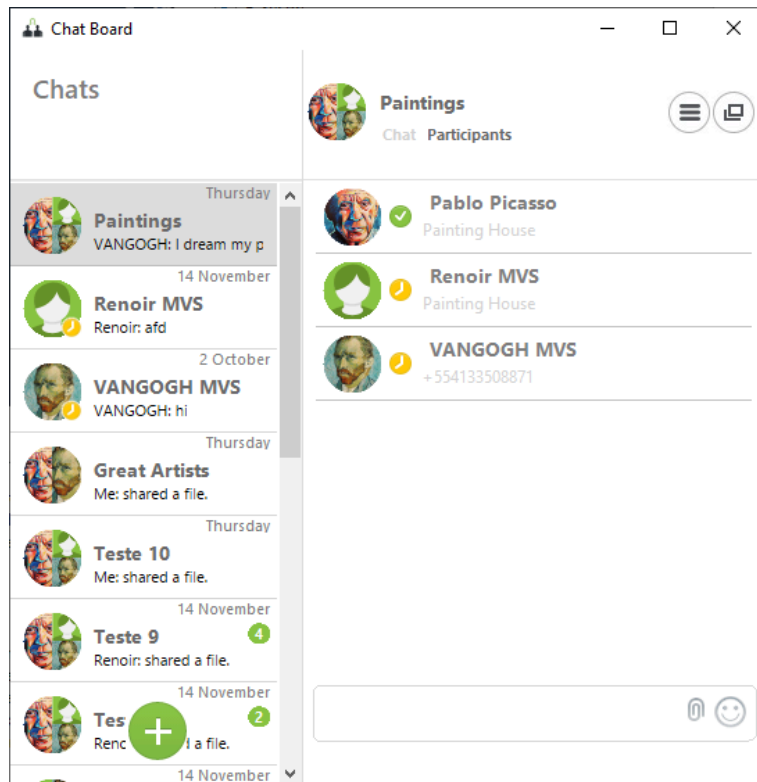 Chat Board
Chats
Thursday
Paintings
VANGOGH: I dream my p
14 November
Renoir MVS
Renoir: afd
2 October
VANGOGH MVS
VANGOGH: hi
Thursday
Great Artists
Me: shared a file.
Thursday
Teste 10
Me: shared a file.
14 November
Teste 9
4
Renoir: shared a file.
14 November
Tes
2
Renc
a file.
14 November
Paintings
Chat Participants
Pablo Picasso
Painting House
Renoir MVS
Painting House
VANGOGH MVS
+554133508871